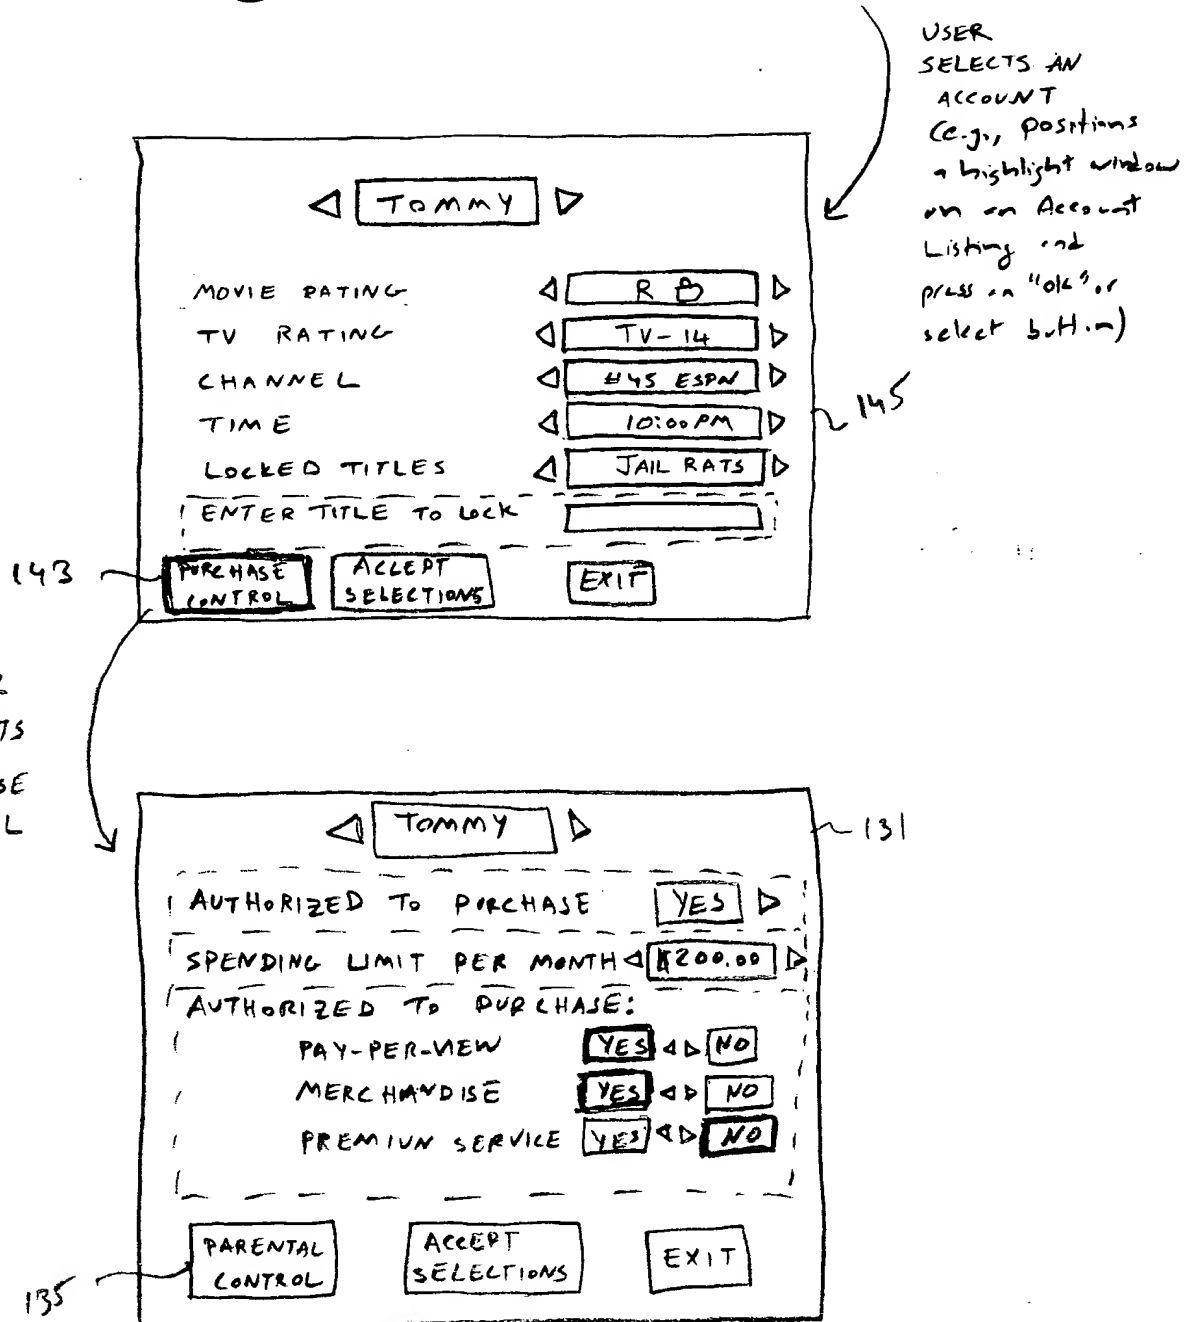 USER
SELECTS AN
ACCOUNT
(e.g., positions
a highlight window
on an Account
Listing and
press an "ok" or
select button)
TOMMY
MOVIE RATING R
TV RATING TV-14
CHANNEL #45 ESPN
TIME 10:00 PM
LOCKED TITLES JAIL RATS
ENTER TITLE TO LOCK
145
143
PURCHASE
CONTROL
ACCEPT
SELECTIONS
EXIT
TS
SE
L
TOMMY
131
AUTHORIZED TO PURCHASE YES
SPENDING LIMIT PER MONTH $200.00
AUTHORIZED TO PURCHASE:
PAY-PER-VIEW YES NO
MERCHANDISE YES NO
PREMIUN SERVICE YES NO
PARENTAL
CONTROL
ACCEPT
SELECTIONS
EXIT
135